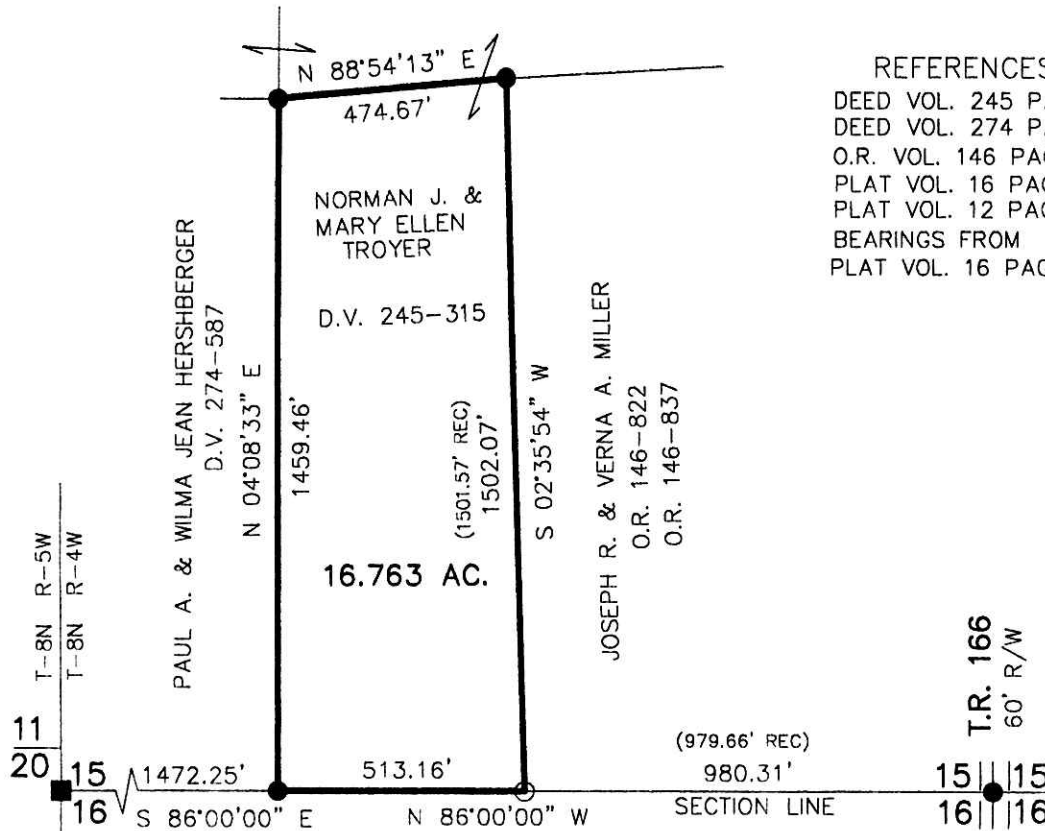 N 88°54'13" E
474.67'
REFERENCES
DEED VOL. 245 P.
DEED VOL. 274 P.
O.R. VOL. 146 PAG
PLAT VOL. 16 PAG
PLAT VOL. 12 PAG
BEARINGS FROM
PLAT VOL. 16 PAG
NORMAN J. &
MARY ELLEN
TROYER
D.V. 245-315
PAUL A. & WILMA JEAN HERSHBERGER
D.V. 274-587
N 04°08'33" E
1459.46'
(1501.57' REC)
1502.07'
S 02°35'54" W
JOSEPH R. & VERNA A. MILLER
O.R. 146-822
O.R. 146-837
16.763 AC.
T-8N R-5W
T-8N R-4W
T.R. 166
60' R/W
11
20
15
16
1472.25'
S 86°00'00" E
513.16'
N 86°00'00" W
(979.66' REC)
980.31'
SECTION LINE
15 15
16 16